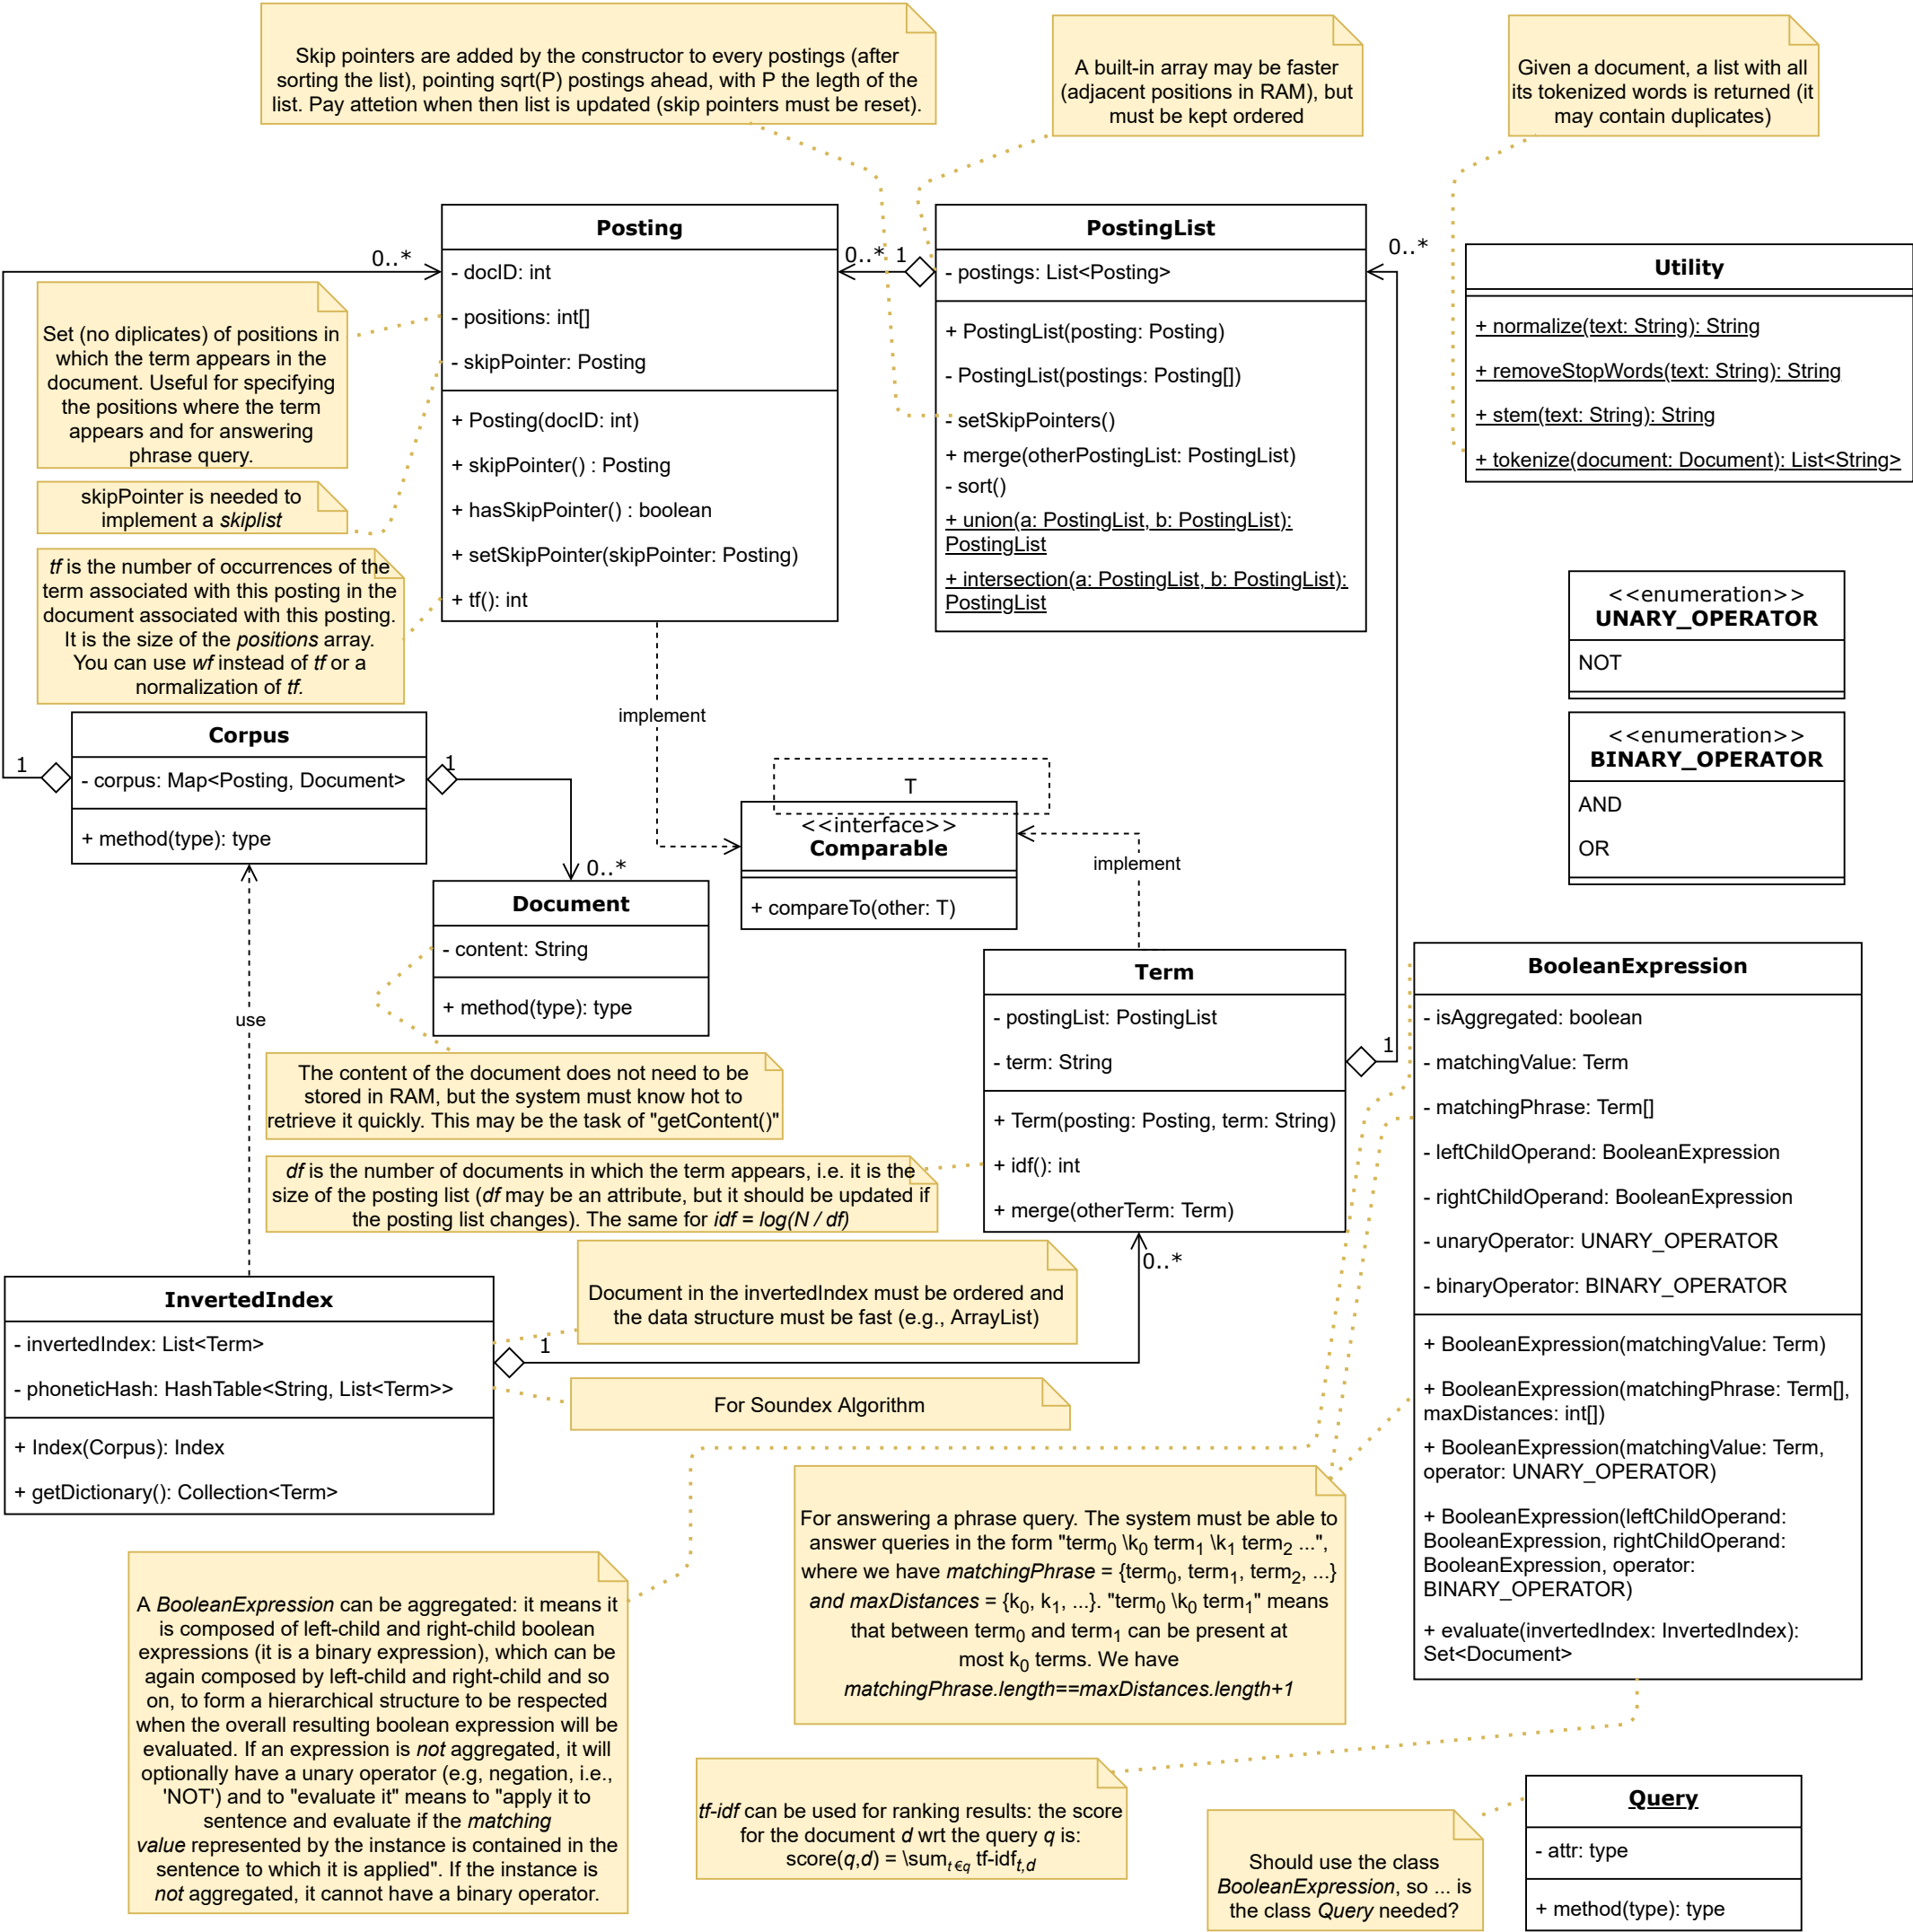 Skip pointers are added by the constructor to every postings (after
sorting the list), pointing sqrt(P) postings ahead, with P the legth of the
list. Pay attetion when then list is updated (skip pointers must be reset).
A built-in array may be faster
(adjacent positions in RAM), but
must be kept ordered
Given a document, a list with all
its tokenized words is returned (it
may contain duplicates)
Posting
- docID: int
- positions: int[]
- skipPointer: Posting
+ Posting(docID: int)
+ skipPointer() : Posting
+ hasSkipPointer() : boolean
+ setSkipPointer(skipPointer: Posting)
+ tf(): int
0..*
0..*
1
PostingList
- postings: List<Posting>
+ PostingList(posting: Posting)
- PostingList(postings: Posting[])
- setSkipPointers()
+ merge(otherPostingList: PostingList)
- sort()
+ union(a: PostingList, b: PostingList):
PostingList
+ intersection(a: PostingList, b: PostingList):
PostingList
0..*
Utility
+ normalize(text: String): String
+ removeStopWords(text: String): String
+ stem(text: String): String
+ tokenize(document: Document): List<String>
Set (no diplicates) of positions in
which the term appears in the
document. Useful for specifying
the positions where the term
appears and for answering
phrase query.
skipPointer is needed to
implement a skiplist
tf is the number of occurrences of the
term associated with this posting in the
document associated with this posting.
It is the size of the positions array.
You can use wf instead of tf or a
normalization of tf.
<<enumeration>>
UNARY_OPERATOR
NOT
<<enumeration>>
BINARY_OPERATOR
AND
OR
implement
1
Corpus
- corpus: Map<Posting, Document>
+ method(type): type
1
0..*
T
<<interface>>
Comparable
+ compareTo(other: T)
implement
Document
- content: String
+ method(type): type
use
The content of the document does not need to be
stored in RAM, but the system must know hot to
retrieve it quickly. This may be the task of "getContent()"
df is the number of documents in which the term appears, i.e. it is the
size of the posting list (df may be an attribute, but it should be updated if
the posting list changes). The same for idf = log(N / df)
Term
- postingList: PostingList
- term: String
+ Term(posting: Posting, term: String)
+ idf(): int
+ merge(otherTerm: Term)
1
0..*
BooleanExpression
- isAggregated: boolean
- matchingValue: Term
- matchingPhrase: Term[]
- leftChildOperand: BooleanExpression
- rightChildOperand: BooleanExpression
- unaryOperator: UNARY_OPERATOR
- binaryOperator: BINARY_OPERATOR
+ BooleanExpression(matchingValue: Term)
+ BooleanExpression(matchingPhrase: Term[],
maxDistances: int[])
+ BooleanExpression(matchingValue: Term,
operator: UNARY_OPERATOR)
+ BooleanExpression(leftChildOperand:
BooleanExpression, rightChildOperand:
BooleanExpression, operator:
BINARY_OPERATOR)
+ evaluate(invertedIndex: InvertedIndex):
Set<Document>
InvertedIndex
- invertedIndex: List<Term>
- phoneticHash: HashTable<String, List<Term>>
+ Index(Corpus): Index
+ getDictionary(): Collection<Term>
1
Document in the invertedIndex must be ordered and
the data structure must be fast (e.g., ArrayList)
For Soundex Algorithm
For answering a phrase query. The system must be able to
answer queries in the form "term0 \k0 term1 \k1 term2 ...",
where we have matchingPhrase = {term0, term1, term2, ...}
and maxDistances = {k0, k1, ...}. "term0 \k0 term1" means
that between term0 and term1 can be present at
most k0 terms. We have
matchingPhrase.length==maxDistances.length+1
A BooleanExpression can be aggregated: it means it
is composed of left-child and right-child boolean
expressions (it is a binary expression), which can be
again composed by left-child and right-child and so
on, to form a hierarchical structure to be respected
when the overall resulting boolean expression will be
evaluated. If an expression is not aggregated, it will
optionally have a unary operator (e.g, negation, i.e.,
'NOT') and to "evaluate it" means to "apply it to
sentence and evaluate if the matching
value represented by the instance is contained in the
sentence to which it is applied". If the instance is
not aggregated, it cannot have a binary operator.
tf-idf can be used for ranking results: the score
for the document d wrt the query q is:
score(q,d) = \sum t€q tf-idf t,d
Should use the class
BooleanExpression, so ... is
the class Query needed?
Query
- attr: type
+ method(type): type